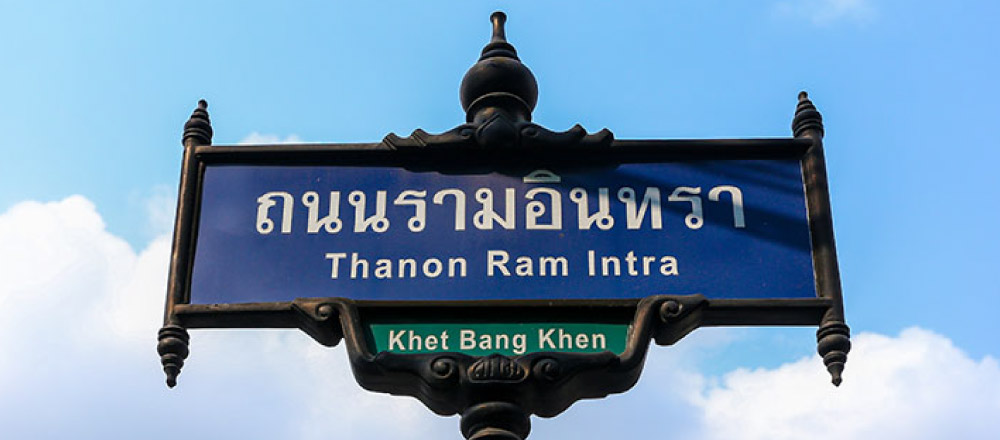 ถนนรามอินทรา
Thanon Ram Intra
Khet Bang Khen